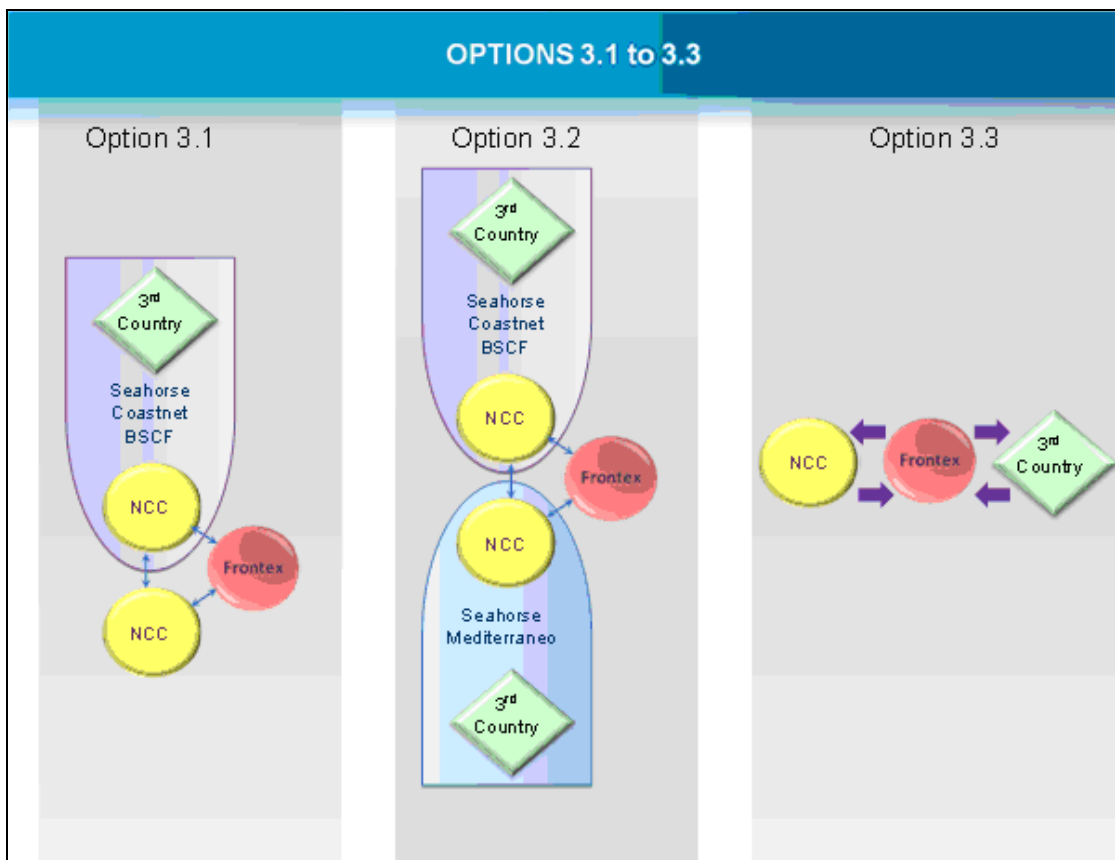 OPTIONS 3.1 to 3.3
Option 3.1
3rd
Country
Seahorse
Coastnet
BSCF
NCC
Frontex
NCC
Option 3.2
3rd
Country
Seahorse
Coastnet
BSCF
NCC
Frontex
NCC
Seahorse
Mediterraneo
3rd
Country
Option 3.3
NCC
Frontex
3rd
Country